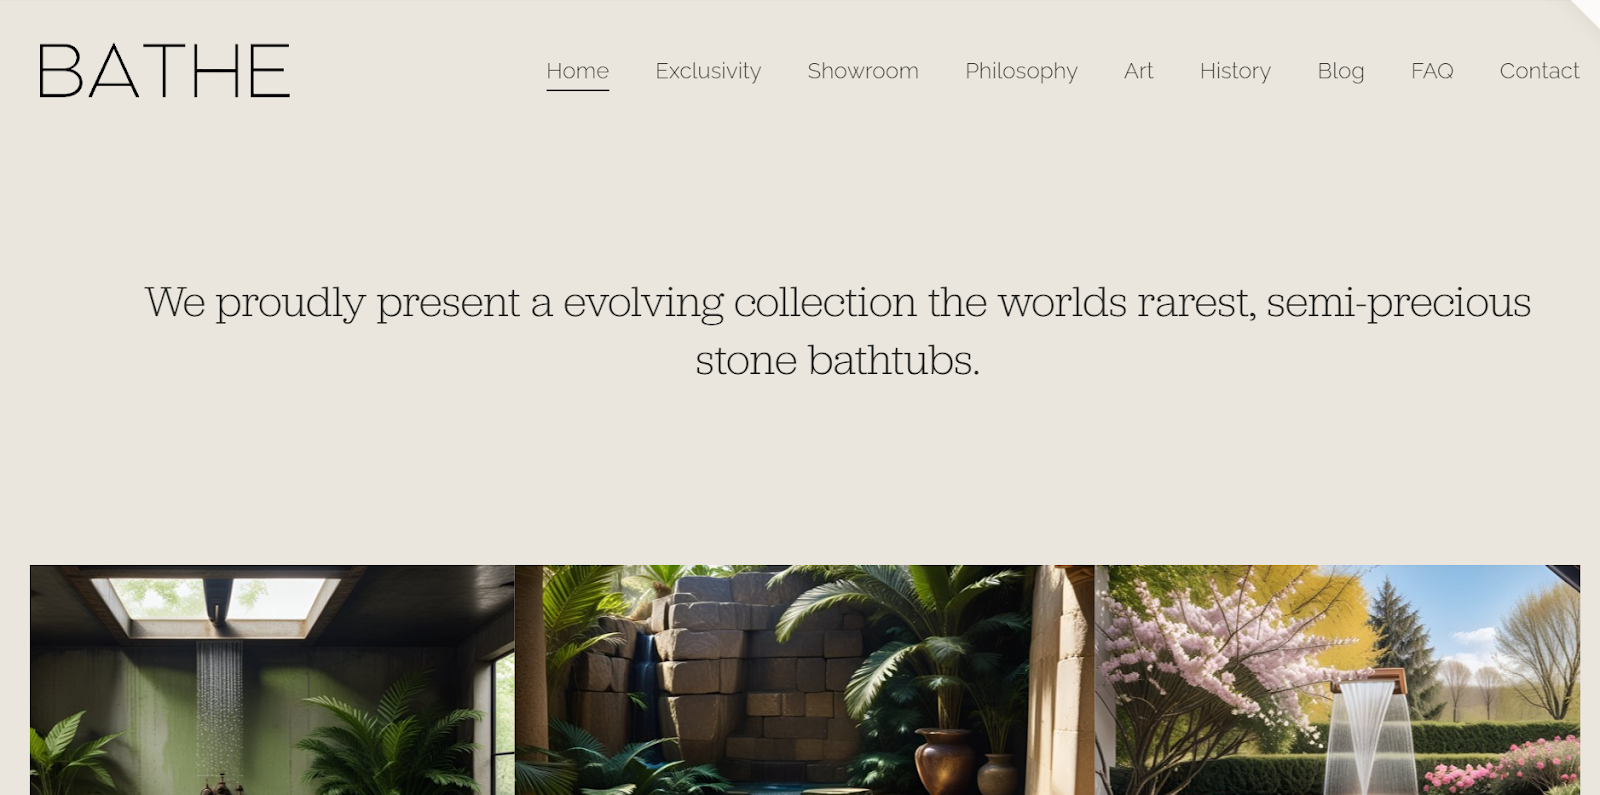 BATHE
Home Exclusivity Showroom Philosophy Art History Blog FAQ Contact
We proudly present a evolving collection the worlds rarest, semi-precious
stone bathtubs.